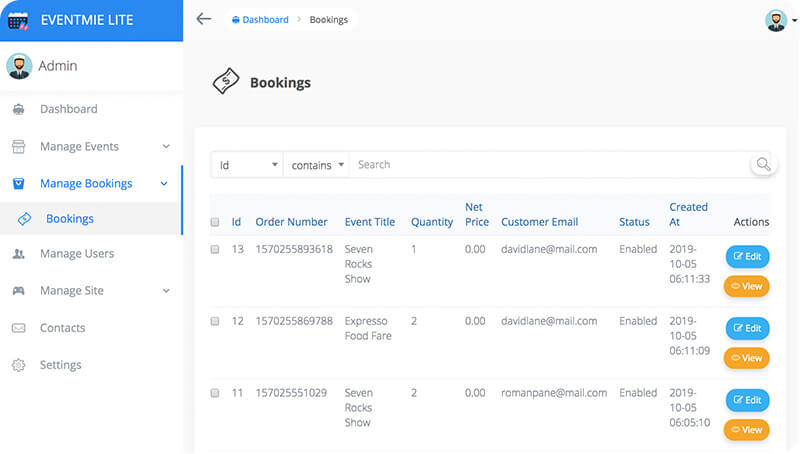 EVENTMIE LITE
Dashboard > Bookings
Admin
Dashboard
Manage Events
Manage Bookings
Bookings
Manage Users
Manage Site
Contacts
Settings
Bookings
Id contains Search
Id Order Number Event Title Quantity Net Price Customer Email Status Created At Actions
13 1570255893618 Seven Rocks Show 1 0.00 davidlane@mail.com Enabled 2019-10-05 06:11:33 Edit View
12 1570255869788 Expresso Food Fare 2 0.00 davidlane@mail.com Enabled 2019-10-05 06:11:09 Edit View
11 157025551029 Seven Rocks Show 2 0.00 romanpane@mail.com Enabled 2019-10-05 06:05:10 Edit View